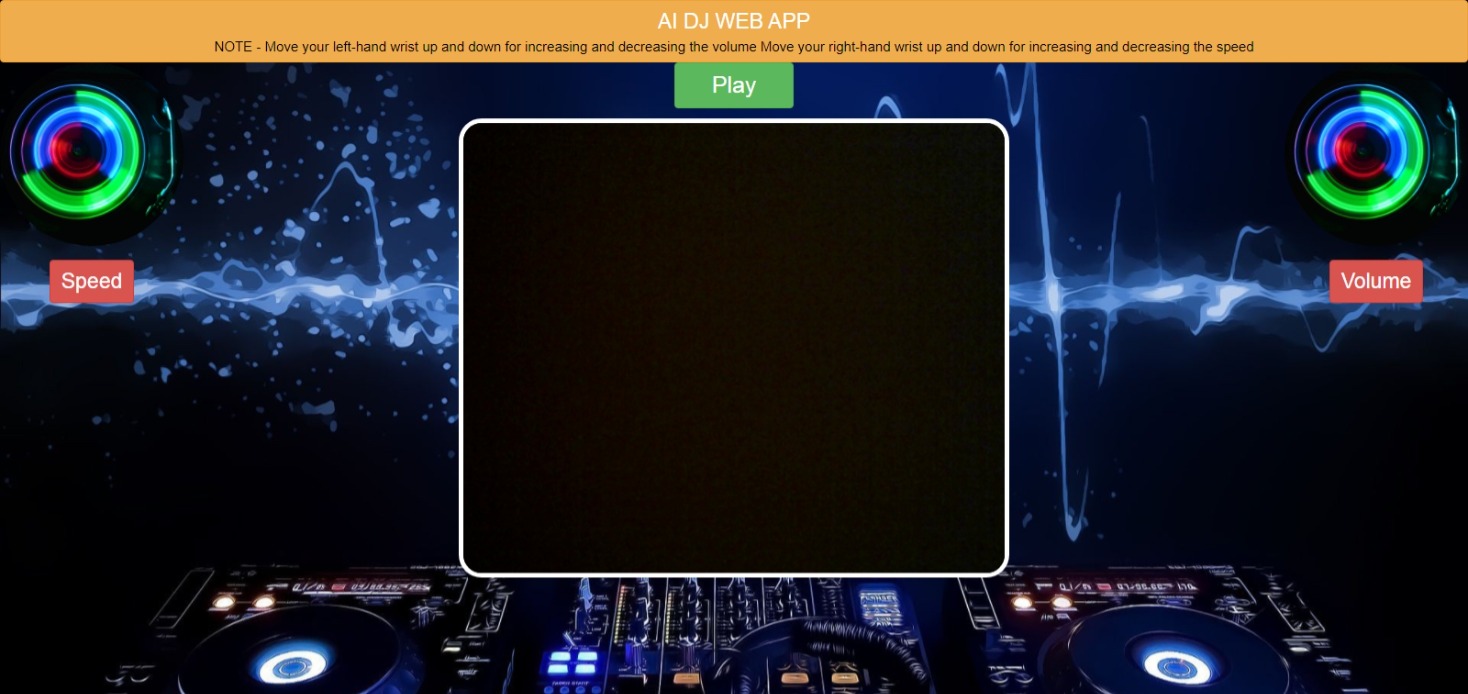 AI DJ WEB APP
NOTE - Move your left-hand wrist up and down for increasing and decreasing the volume Move your right-hand wrist up and down for increasing and decreasing the speed
Play
Speed
Volume